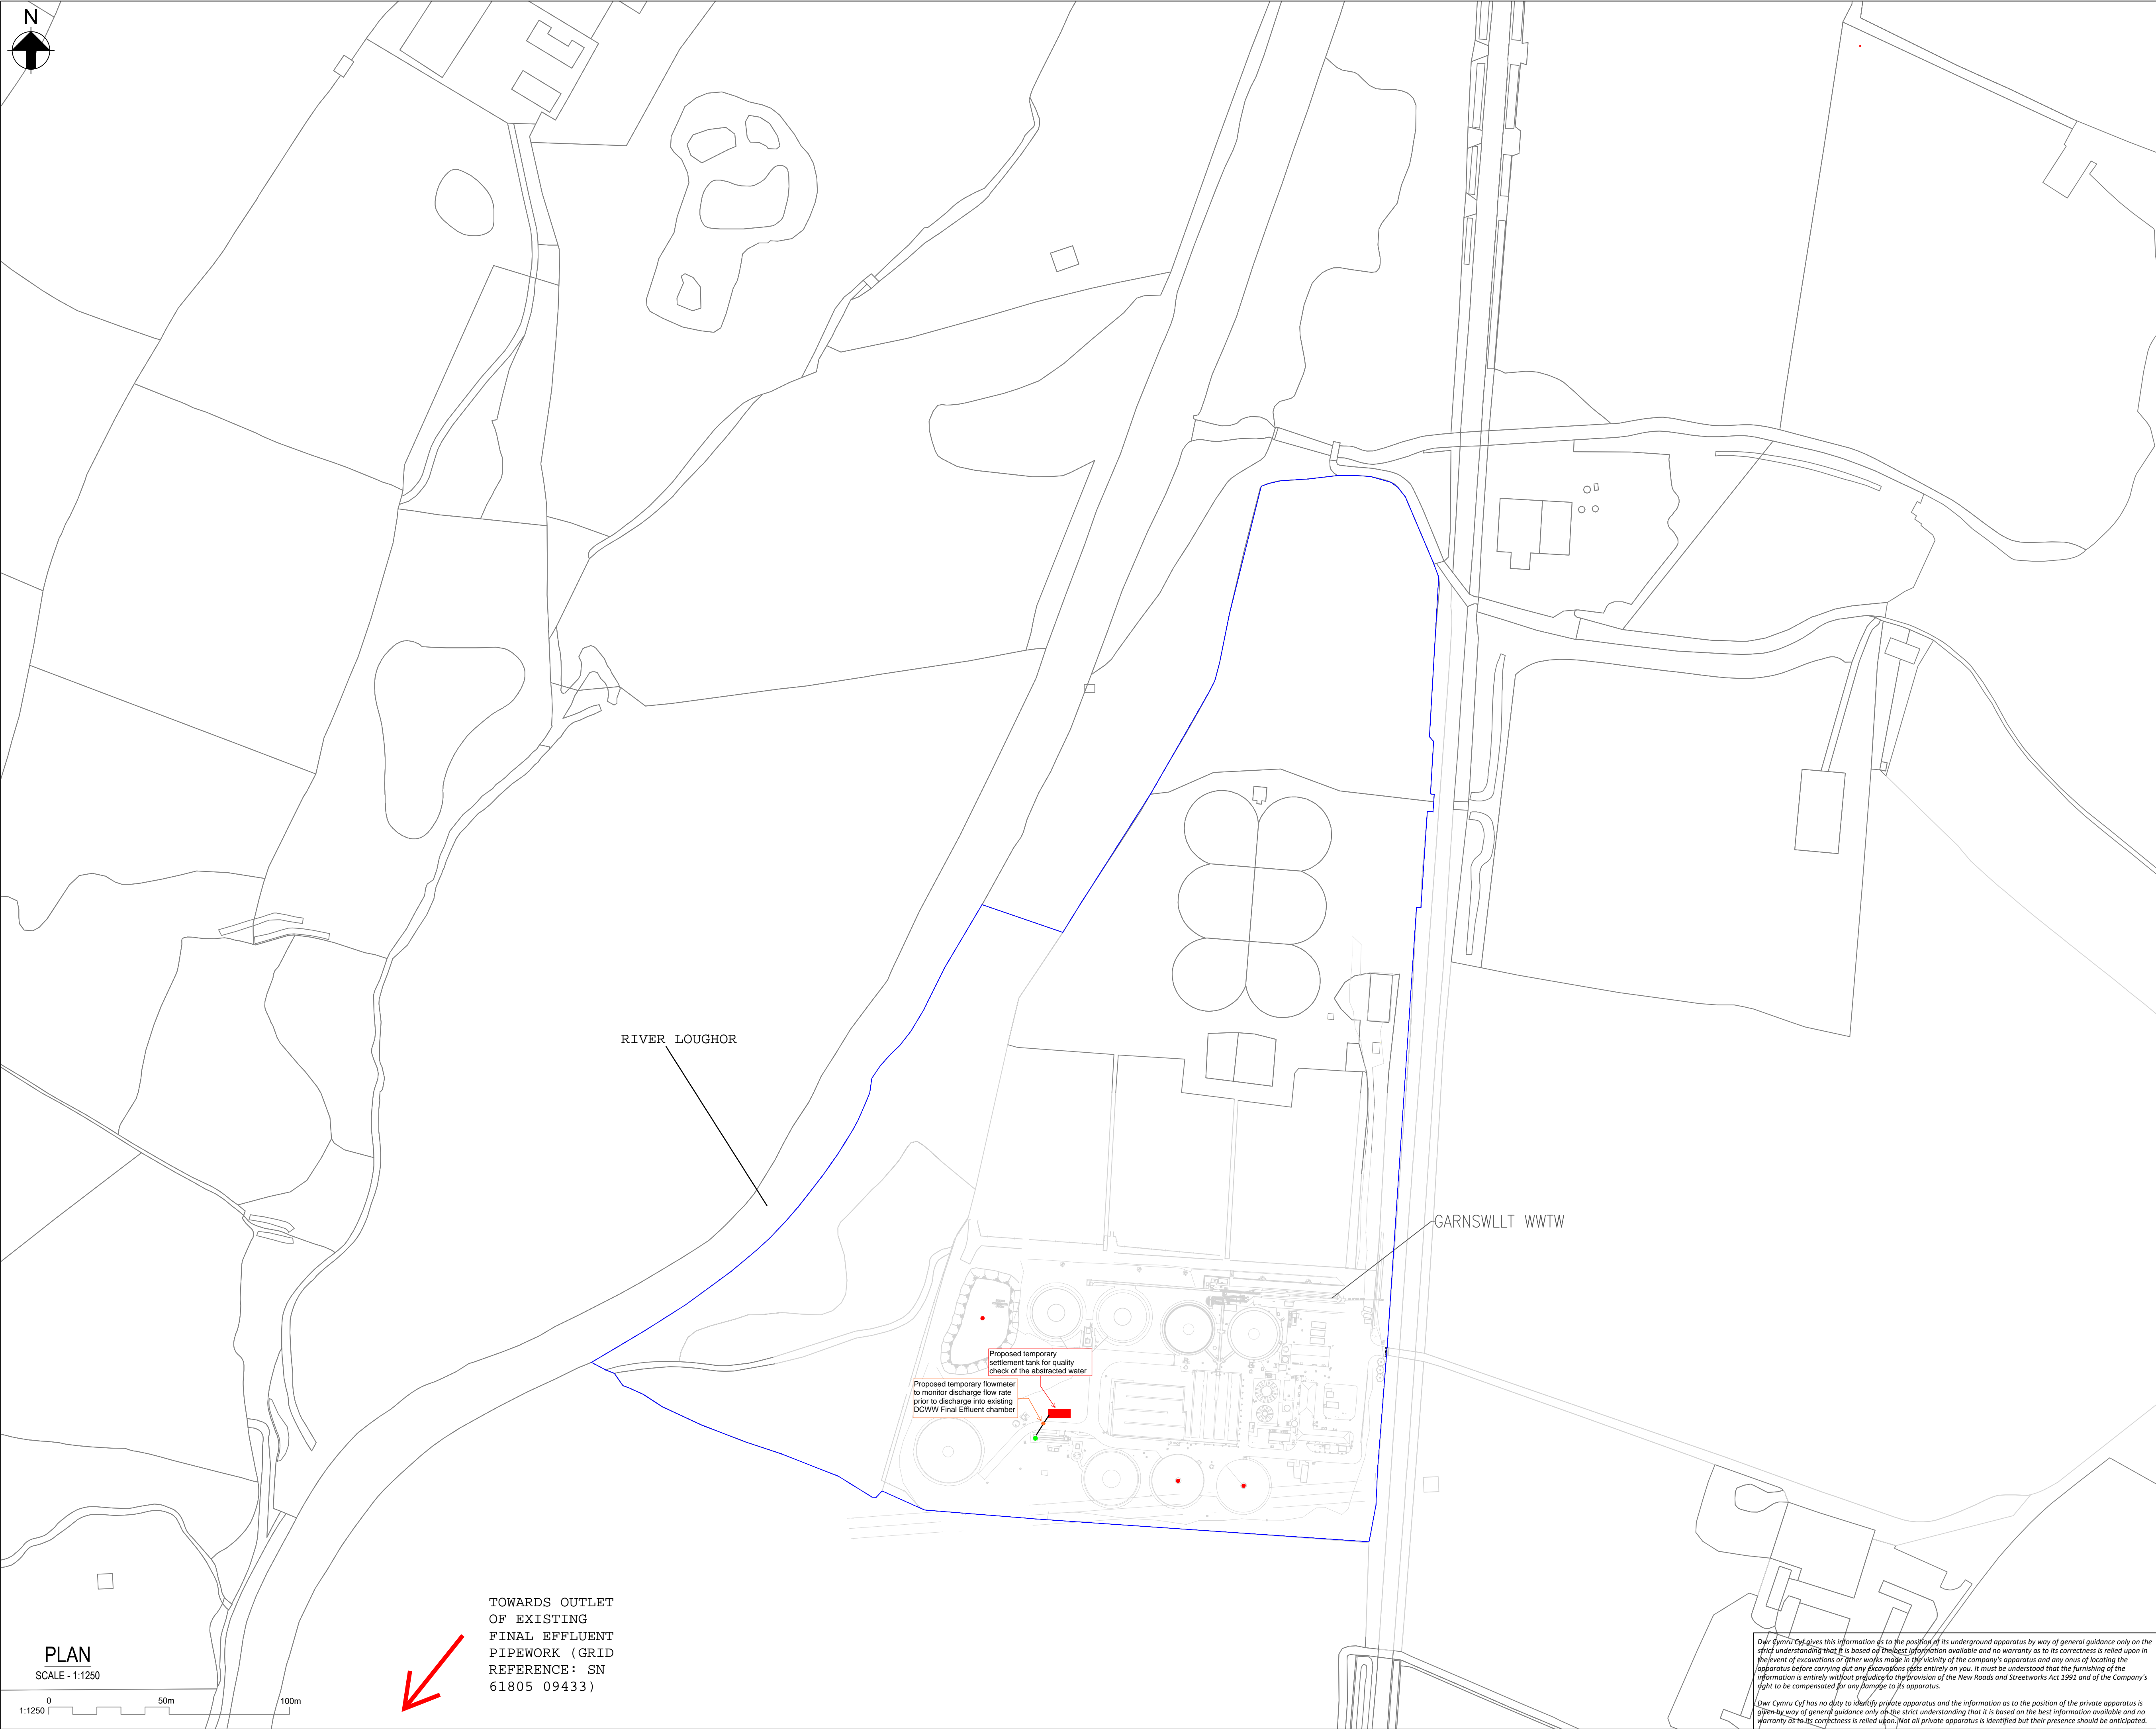 N
RIVER LOUGHOR
GARNSWLLT WWTW
Proposed temporary
settlement tank for quality
check of the abstracted water
Proposed temporary flowmeter
to monitor discharge flow rate
prior to discharge into existing
DCWW Final Effluent chamber
TOWARDS OUTLET
OF EXISTING
FINAL EFFLUENT
PIPEWORK (GRID
REFERENCE: SN
61805 09433)
PLAN
SCALE - 1:1250
0 50m 100m
1:1250
Dwr Cymru Cyf gives this information as to the position of its underground apparatus by way of general guidance only on the
strict understanding that it is based on the best information available and no warranty as to its correctness is relied upon in
the event of excavations or other works made in the vicinity of the company's apparatus and any onus of locating the
apparatus before carrying out any excavations rests entirely on you. It must be understood that the furnishing of the
information is entirely without prejudice to the provision of the New Roads and Streetworks Act 1991 and of the Company's
right to be compensated for any damage to its apparatus.
Dwr Cymru Cyf has no duty to identify private apparatus and the information as to the position of the private apparatus is
given by way of general guidance only on the strict understanding that it is based on the best information available and no
warranty as to its correctness is relied upon. Not all private apparatus is identified but their presence should be anticipated.